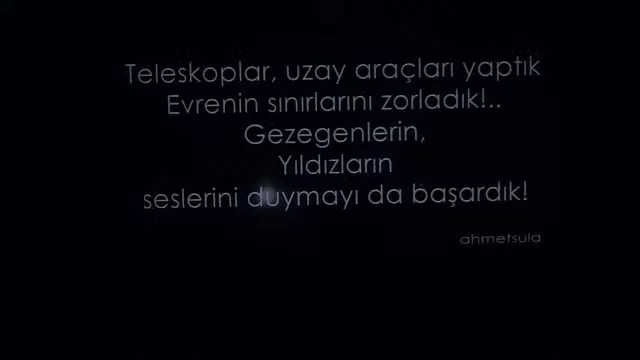 Teleskoplar, uzay araçları yaptık
Evrenin sınırlarını zorladık!..
Gezegenlerin,
Yıldızların
seslerini duymayı da başardık!
ahmetsula